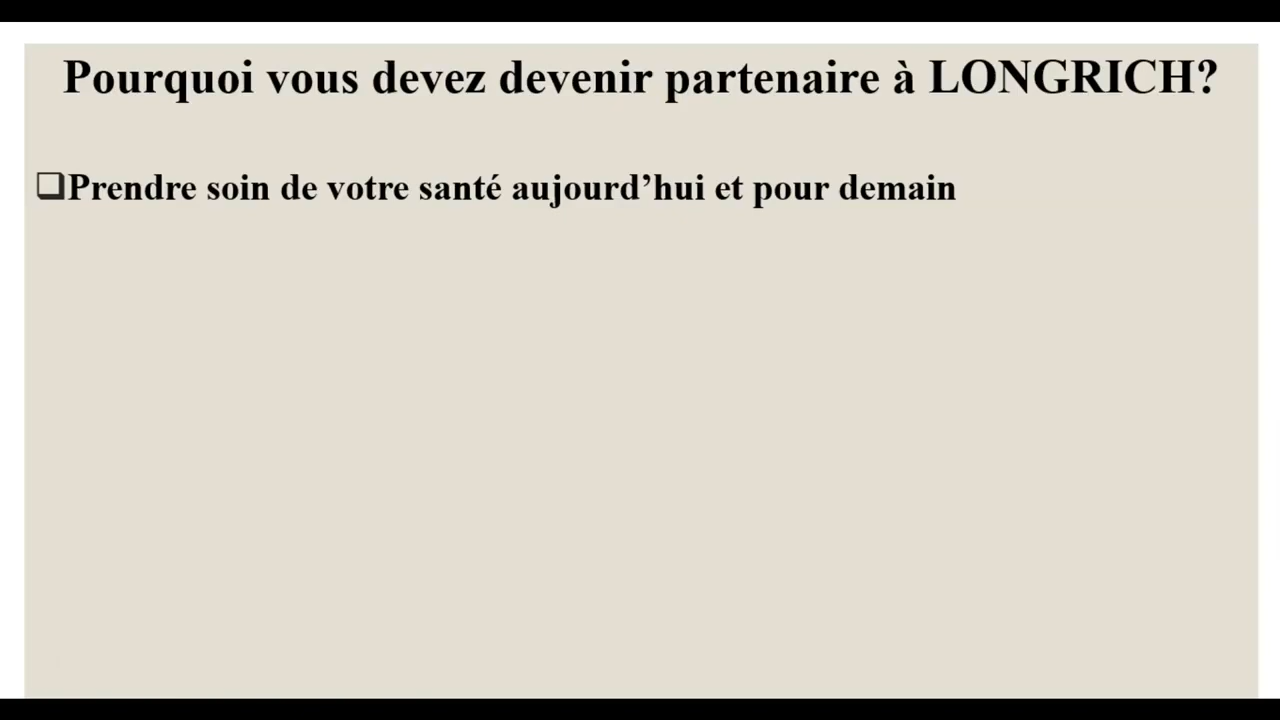 Pourquoi vous devez devenir partenaire à LONGRICH?
❑Prendre soin de votre santé aujourd’hui et pour demain